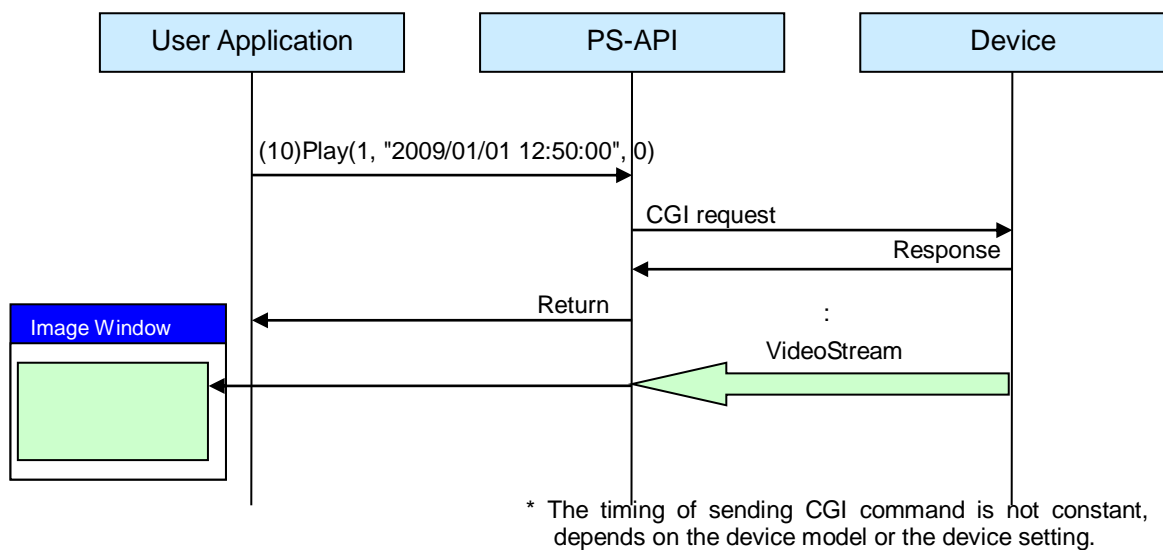 User Application
PS-API
Device
(10)Play(1, "2009/01/01 12:50:00", 0)
CGI request
Response
Return
:
Image Window
VideoStream
* The timing of sending CGI command is not constant,
depends on the device model or the device setting.